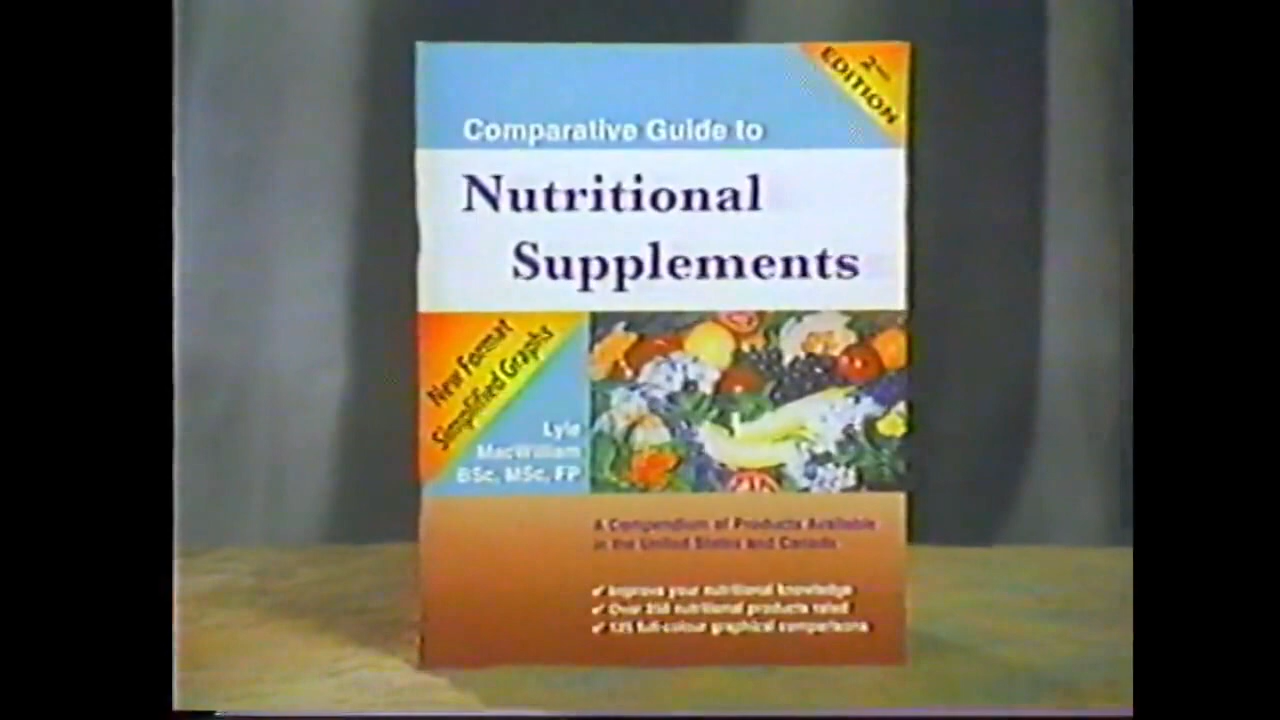 2ND
EDITION
Comparative Guide to
Nutritional
Supplements
New Format
Simplified Graphs
Lyle
MacWilliam
BSc, MSc, FP
A Compendium of Products Available
in the United States and Canada
✓ Improve your nutritional knowledge
✓ Over nutritional products rated
✓ 125 full-colour graphical comparisons